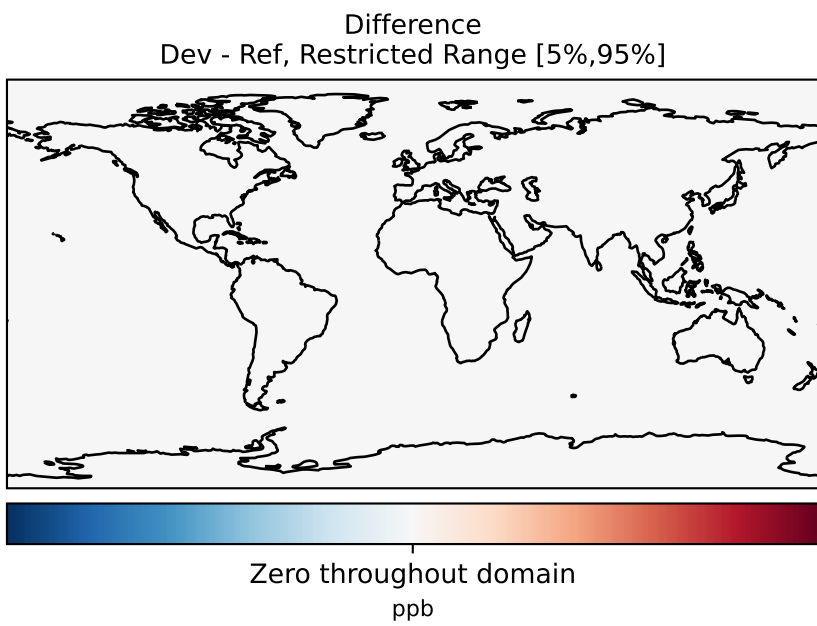 Difference
Dev - Ref, Restricted Range [5%,95%]
Zero throughout domain
ppb